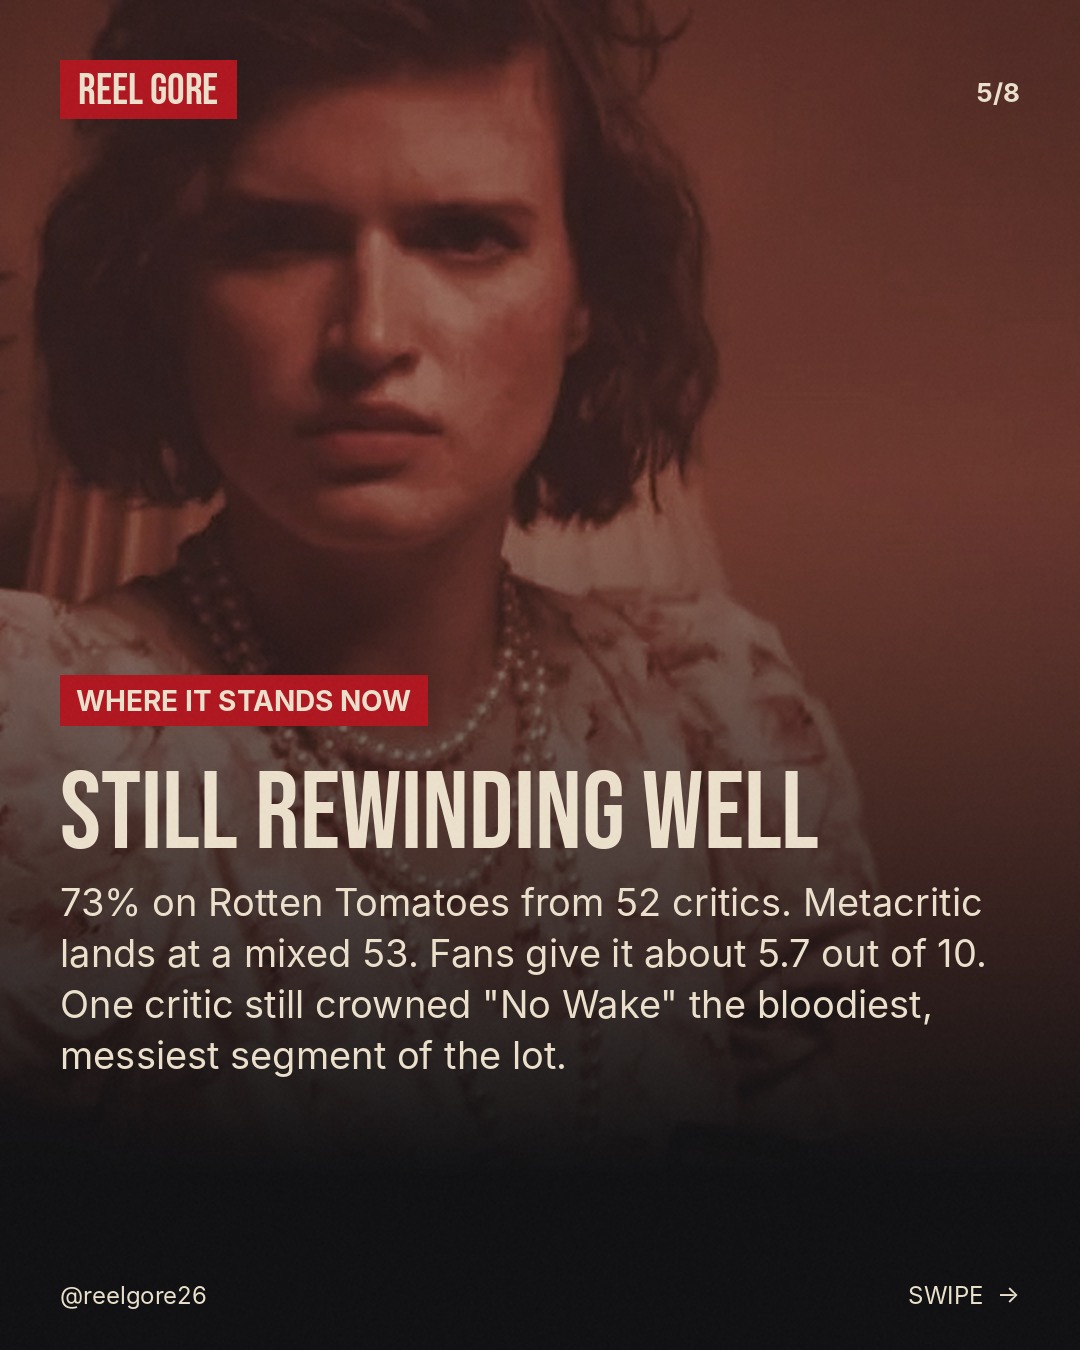 REEL GORE
5/8
WHERE IT STANDS NOW
STILL REWINDING WELL
73% on Rotten Tomatoes from 52 critics. Metacritic
lands at a mixed 53. Fans give it about 5.7 out of 10.
One critic still crowned "No Wake" the bloodiest,
messiest segment of the lot.
@reelgore26
SWIPE →